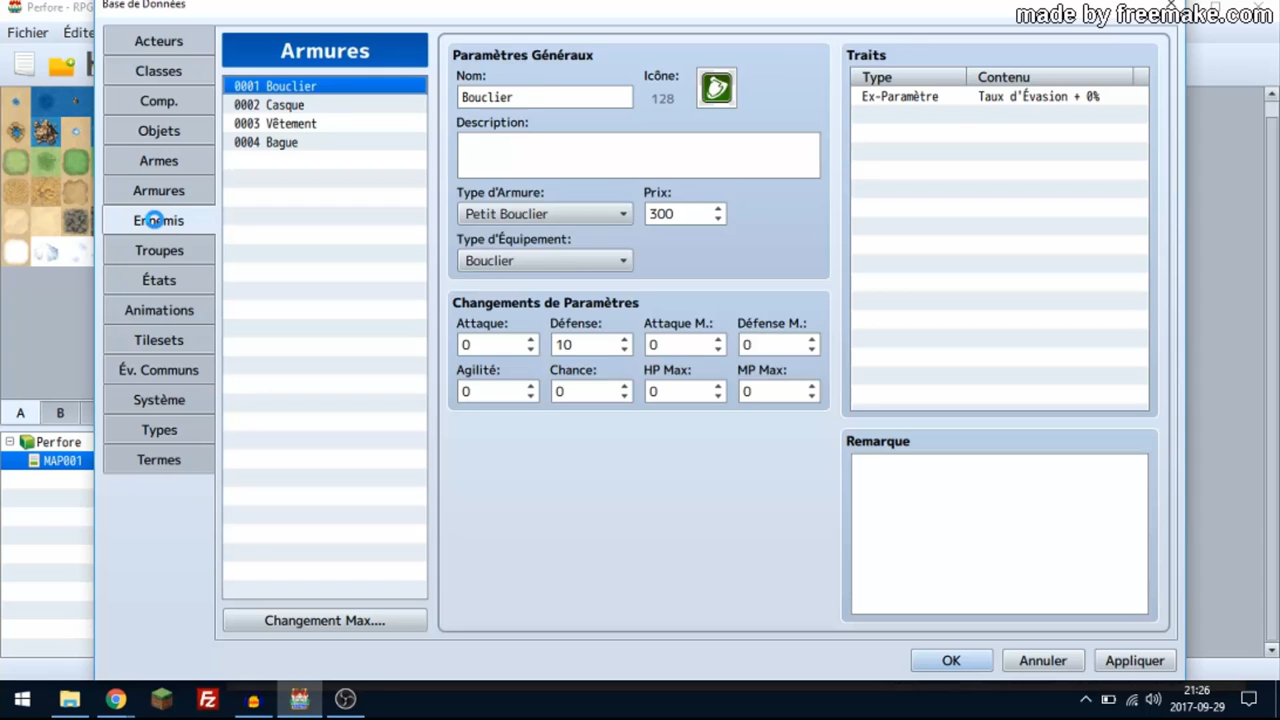 Perfore - RPG
Base de Données
made by freemake.com
Fichier
Édite
Acteurs
Classes
Comp.
Objets
Armes
Armures
Ennemis
Troupes
États
Animations
Tilesets
Év. Communs
Système
Types
Termes
A
B
Perfore
MAP001
Armures
0001 Bouclier
0002 Casque
0003 Vêtement
0004 Bague
Changement Max....
Paramètres Généraux
Nom:
Icône:
Bouclier
128
Description:
Type d'Armure:
Prix:
Petit Bouclier
300
Type d'Équipement:
Bouclier
Changements de Paramètres
Attaque:
Défense:
Attaque M.:
Défense M.:
0
10
0
0
Agilité:
Chance:
HP Max:
MP Max:
0
0
0
0
Traits
Type
Contenu
Ex-Paramètre
Taux d'Évasion + 0%
Remarque
OK
Annuler
Appliquer
21:26
2017-09-29